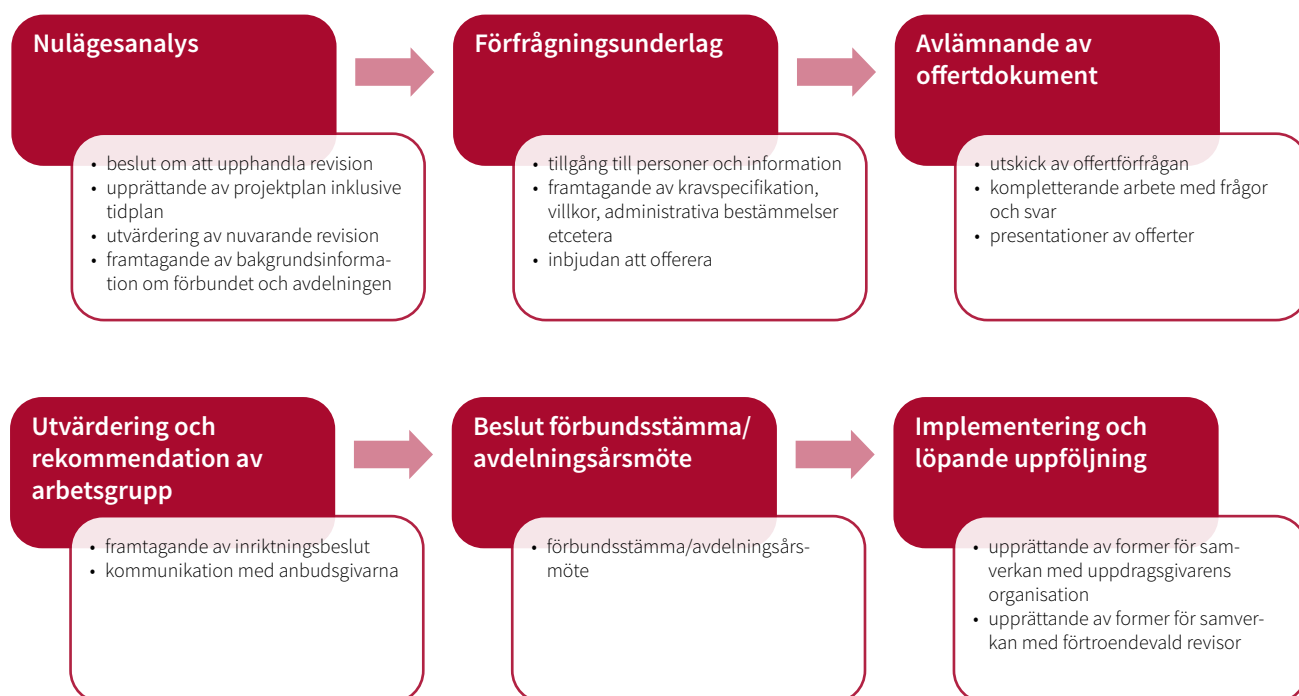 Nulägesanalys
• beslut om att upphandla revision
• upprättande av projektplan inklusive
tidplan
• utvärdering av nuvarande revision
• framtagande av bakgrundsinforma-
tion om förbundet och avdelningen
Förfrågningsunderlag
• tillgång till personer och information
• framtagande av kravspecifikation,
villkor, administrativa bestämmelser
etcetera
• inbjudan att offerera
Avlämnande av
offertdokument
• utskick av offertförfrågan
• kompletterande arbete med frågor
och svar
• presentationer av offerter
Utvärdering och
rekommendation av
arbetsgrupp
• framtagande av inriktningsbeslut
• kommunikation med anbudsgivarna
Beslut förbundsstämma/
avdelningsårsmöte
• förbundsstämma/avdelningsårs-
möte
Implementering och
löpande uppföljning
• upprättande av former för sam-
verkan med uppdragsgivarens
organisation
• upprättande av former för samver-
kan med förtroendevald revisor